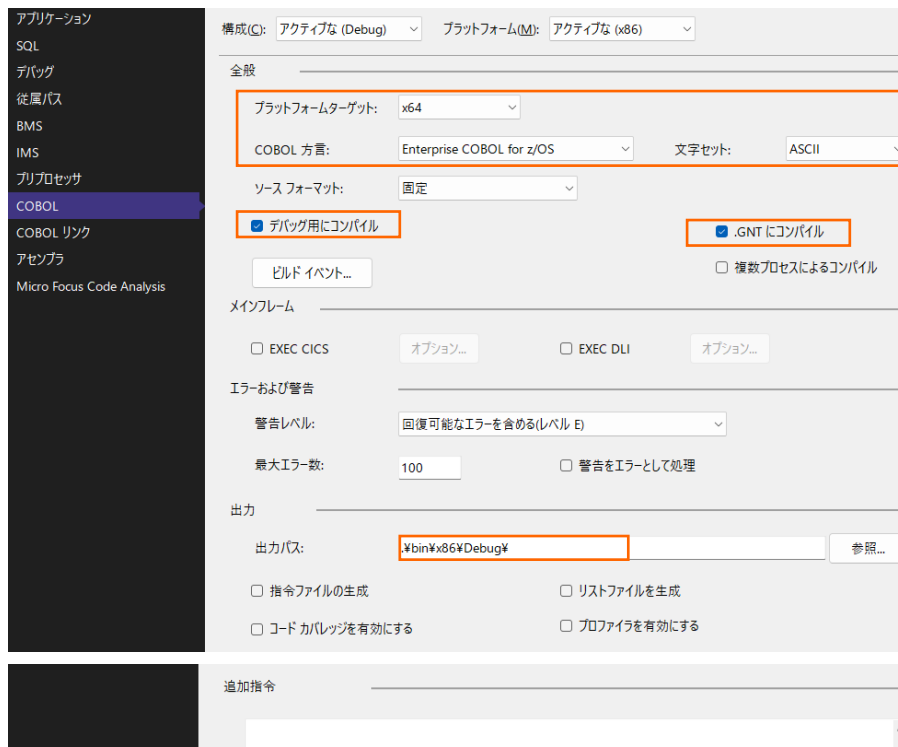 アプリケーション
SQL
デバッグ
従属パス
BMS
IMS
プリプロセッサ
COBOL
COBOL リンク
アセンブラ
Micro Focus Code Analysis
構成(C): アクティブな (Debug) プラットフォーム(M): アクティブな (x86)
全般
プラットフォームターゲット: x64
COBOL 方言: Enterprise COBOL for z/OS 文字セット: ASCII
ソース フォーマット: 固定
デバッグ用にコンパイル .GNT にコンパイル
ビルド イベント... 複数プロセスによるコンパイル
メインフレーム
EXEC CICS オプション... EXEC DLI オプション...
エラーおよび警告
警告レベル: 回復可能なエラーを含める(レベル E)
最大エラー数: 100 警告をエラーとして処理
出力
出力パス: .¥bin¥x86¥Debug¥ 参照...
指令ファイルの生成 リストファイルを生成
コード カバレッジを有効にする プロファイラを有効にする
追加指令